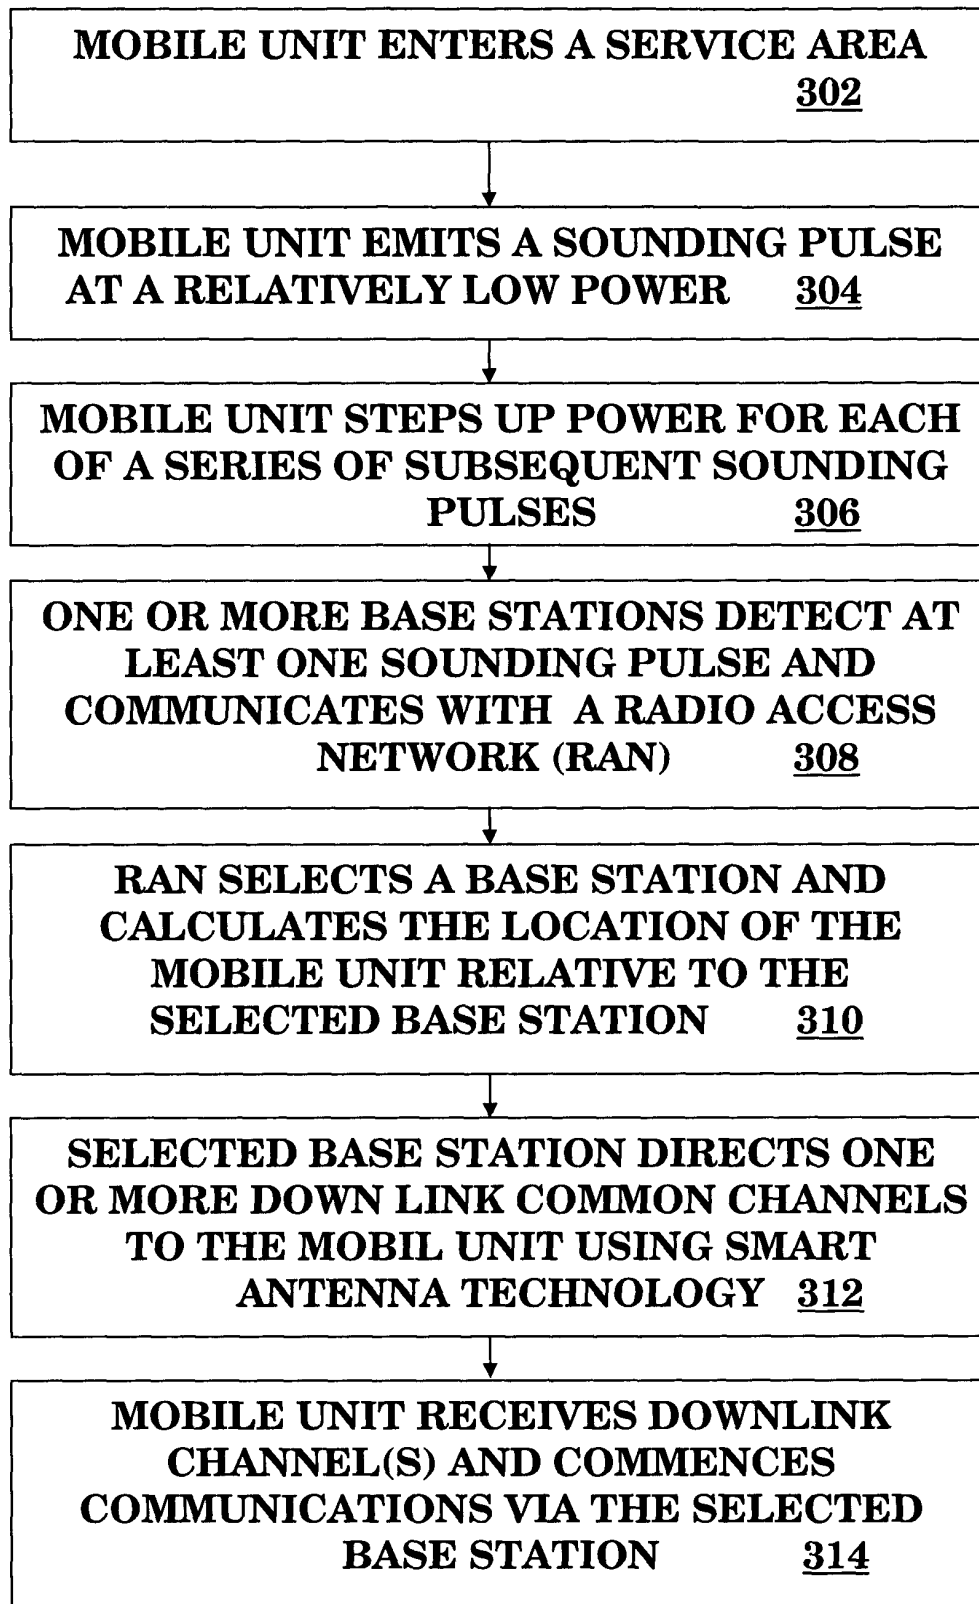 MOBILE UNIT ENTERS A SERVICE AREA
302
MOBILE UNIT EMITS A SOUNDING PULSE
AT A RELATIVELY LOW POWER 304
MOBILE UNIT STEPS UP POWER FOR EACH
OF A SERIES OF SUBSEQUENT SOUNDING
PULSES 306
ONE OR MORE BASE STATIONS DETECT AT
LEAST ONE SOUNDING PULSE AND
COMMUNICATES WITH A RADIO ACCESS
NETWORK (RAN) 308
RAN SELECTS A BASE STATION AND
CALCULATES THE LOCATION OF THE
MOBILE UNIT RELATIVE TO THE
SELECTED BASE STATION 310
SELECTED BASE STATION DIRECTS ONE
OR MORE DOWN LINK COMMON CHANNELS
TO THE MOBIL UNIT USING SMART
ANTENNA TECHNOLOGY 312
MOBILE UNIT RECEIVES DOWNLINK
CHANNEL(S) AND COMMENCES
COMMUNICATIONS VIA THE SELECTED
BASE STATION 314